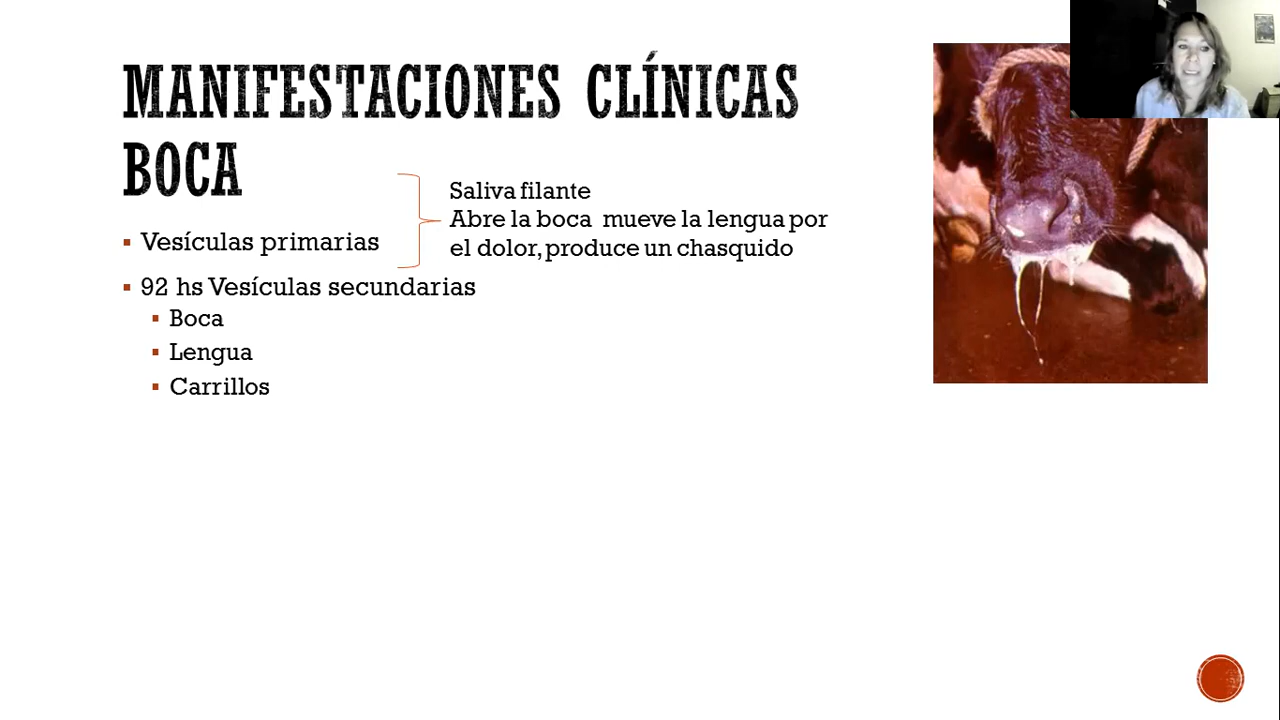 MANIFESTACIONES CLÍNICAS
BOCA
Vesículas primarias
Saliva filante
Abre la boca mueve la lengua por
el dolor, produce un chasquido
92 hs Vesículas secundarias
Boca
Lengua
Carrillos